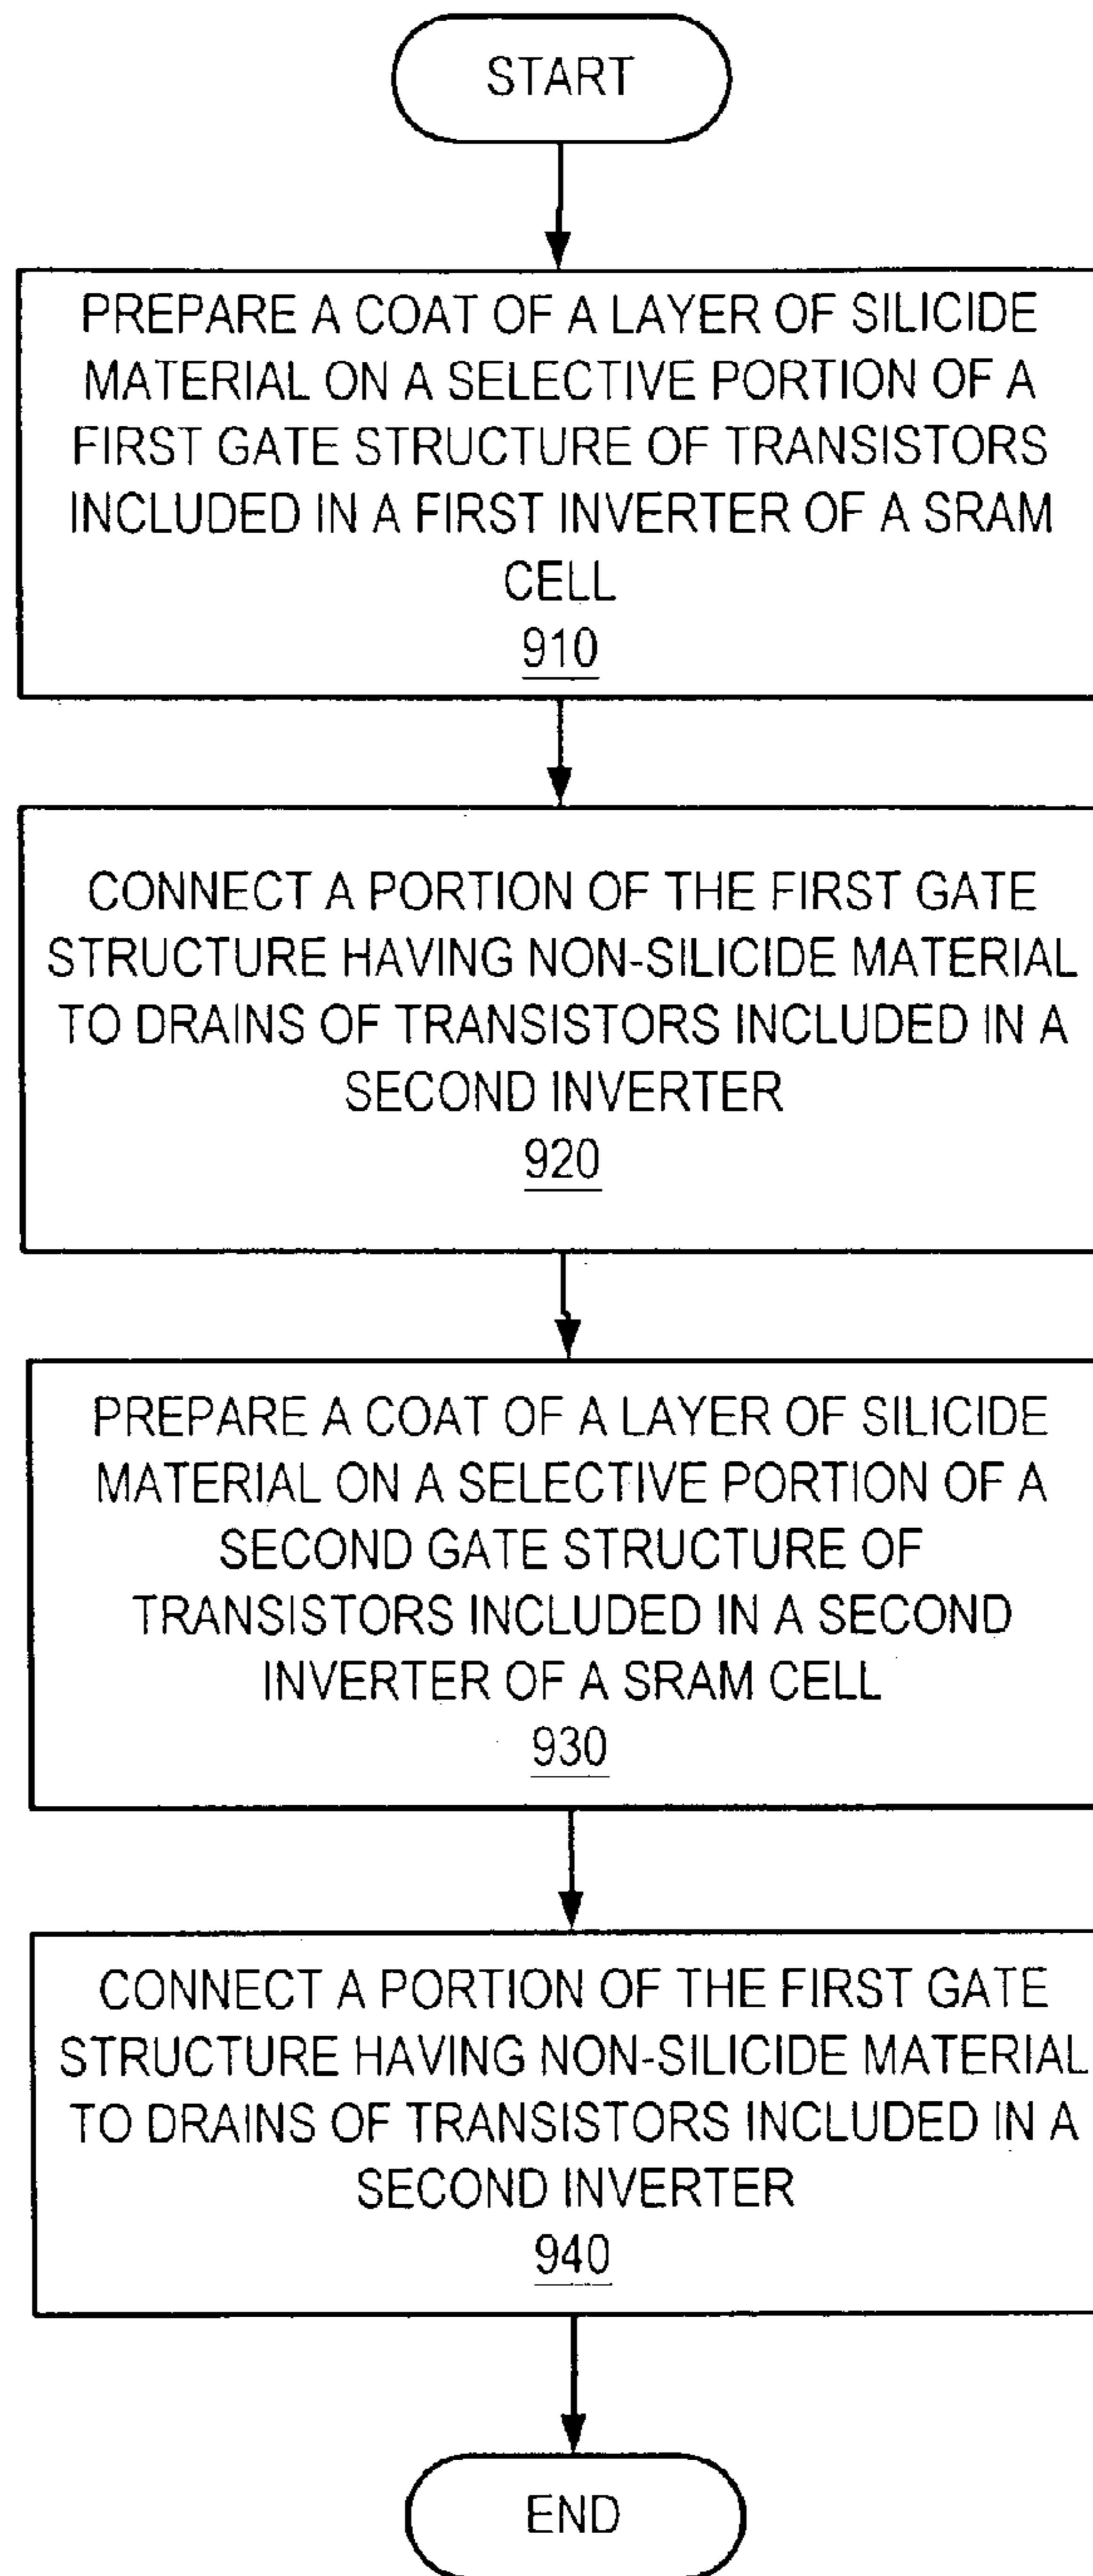 START
PREPARE A COAT OF A LAYER OF SILICIDE
MATERIAL ON A SELECTIVE PORTION OF A
FIRST GATE STRUCTURE OF TRANSISTORS
INCLUDED IN A FIRST INVERTER OF A SRAM
CELL
910
CONNECT A PORTION OF THE FIRST GATE
STRUCTURE HAVING NON-SILICIDE MATERIAL
TO DRAINS OF TRANSISTORS INCLUDED IN A
SECOND INVERTER
920
PREPARE A COAT OF A LAYER OF SILICIDE
MATERIAL ON A SELECTIVE PORTION OF A
SECOND GATE STRUCTURE OF
TRANSISTORS INCLUDED IN A SECOND
INVERTER OF A SRAM CELL
930
CONNECT A PORTION OF THE FIRST GATE
STRUCTURE HAVING NON-SILICIDE MATERIAL
TO DRAINS OF TRANSISTORS INCLUDED IN A
SECOND INVERTER
940
END